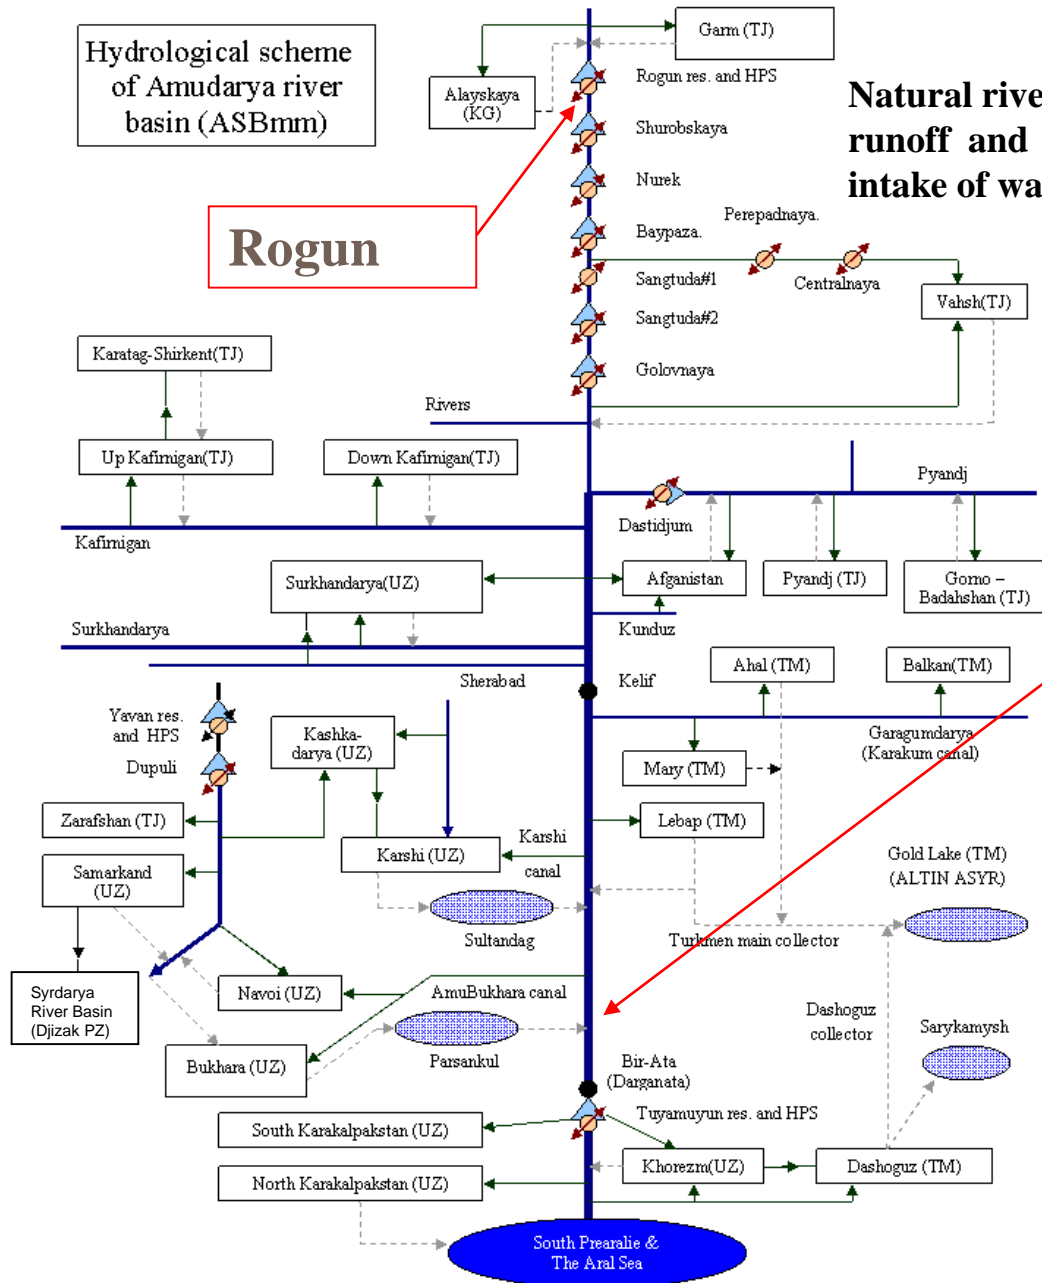 Hydrological scheme
of Amudarya river
basin (ASBmm)
Garm (TJ)
Alayskaya
(KG)
Rogun res. and HPS
Natural rive
runoff and
intake of wa
Shurobskaya
Nurek
Rogun
Perepadnaya.
Baypaza.
Sangtuda#1
Centralnaya
Vahsh(TJ)
Sangtuda#2
Karatag-Shirkent(TJ)
Golovnaya
Rivers
Up Kafirnigan(TJ)
Down Kafirnigan(TJ)
Pyandj
Dastidjum
Kafirnigan
Surkhandarya(UZ)
Afganistan
Pyandj (TJ)
Gorno –
Badahshan (TJ)
Surkhandarya
Kunduz
Sherabad
Kelif
Ahal (TM)
Balkan(TM)
Yavan res.
and HPS
Kashka-
darya (UZ)
Garagumdarya
(Karakum canal)
Dupuli
Mary (TM)
Zarafshan (TJ)
Lebap (TM)
Karshi (UZ)
Karshi
canal
Samarkand
(UZ)
Gold Lake (TM)
(ALTIN ASYR)
Sultandag
Turkmen main collector
Syrdarya
River Basin
(Djizak PZ)
Navoi (UZ)
AmuBukhara canal
Dashoguz
collector
Sarykamysh
Bukhara (UZ)
Parsankul
Bir-Ata
(Darganata)
Tuyamuyun res. and HPS
South Karakalpakstan (UZ)
Khorezm(UZ)
Dashoguz (TM)
North Karakalpakstan (UZ)
South Prearalie &
The Aral Sea